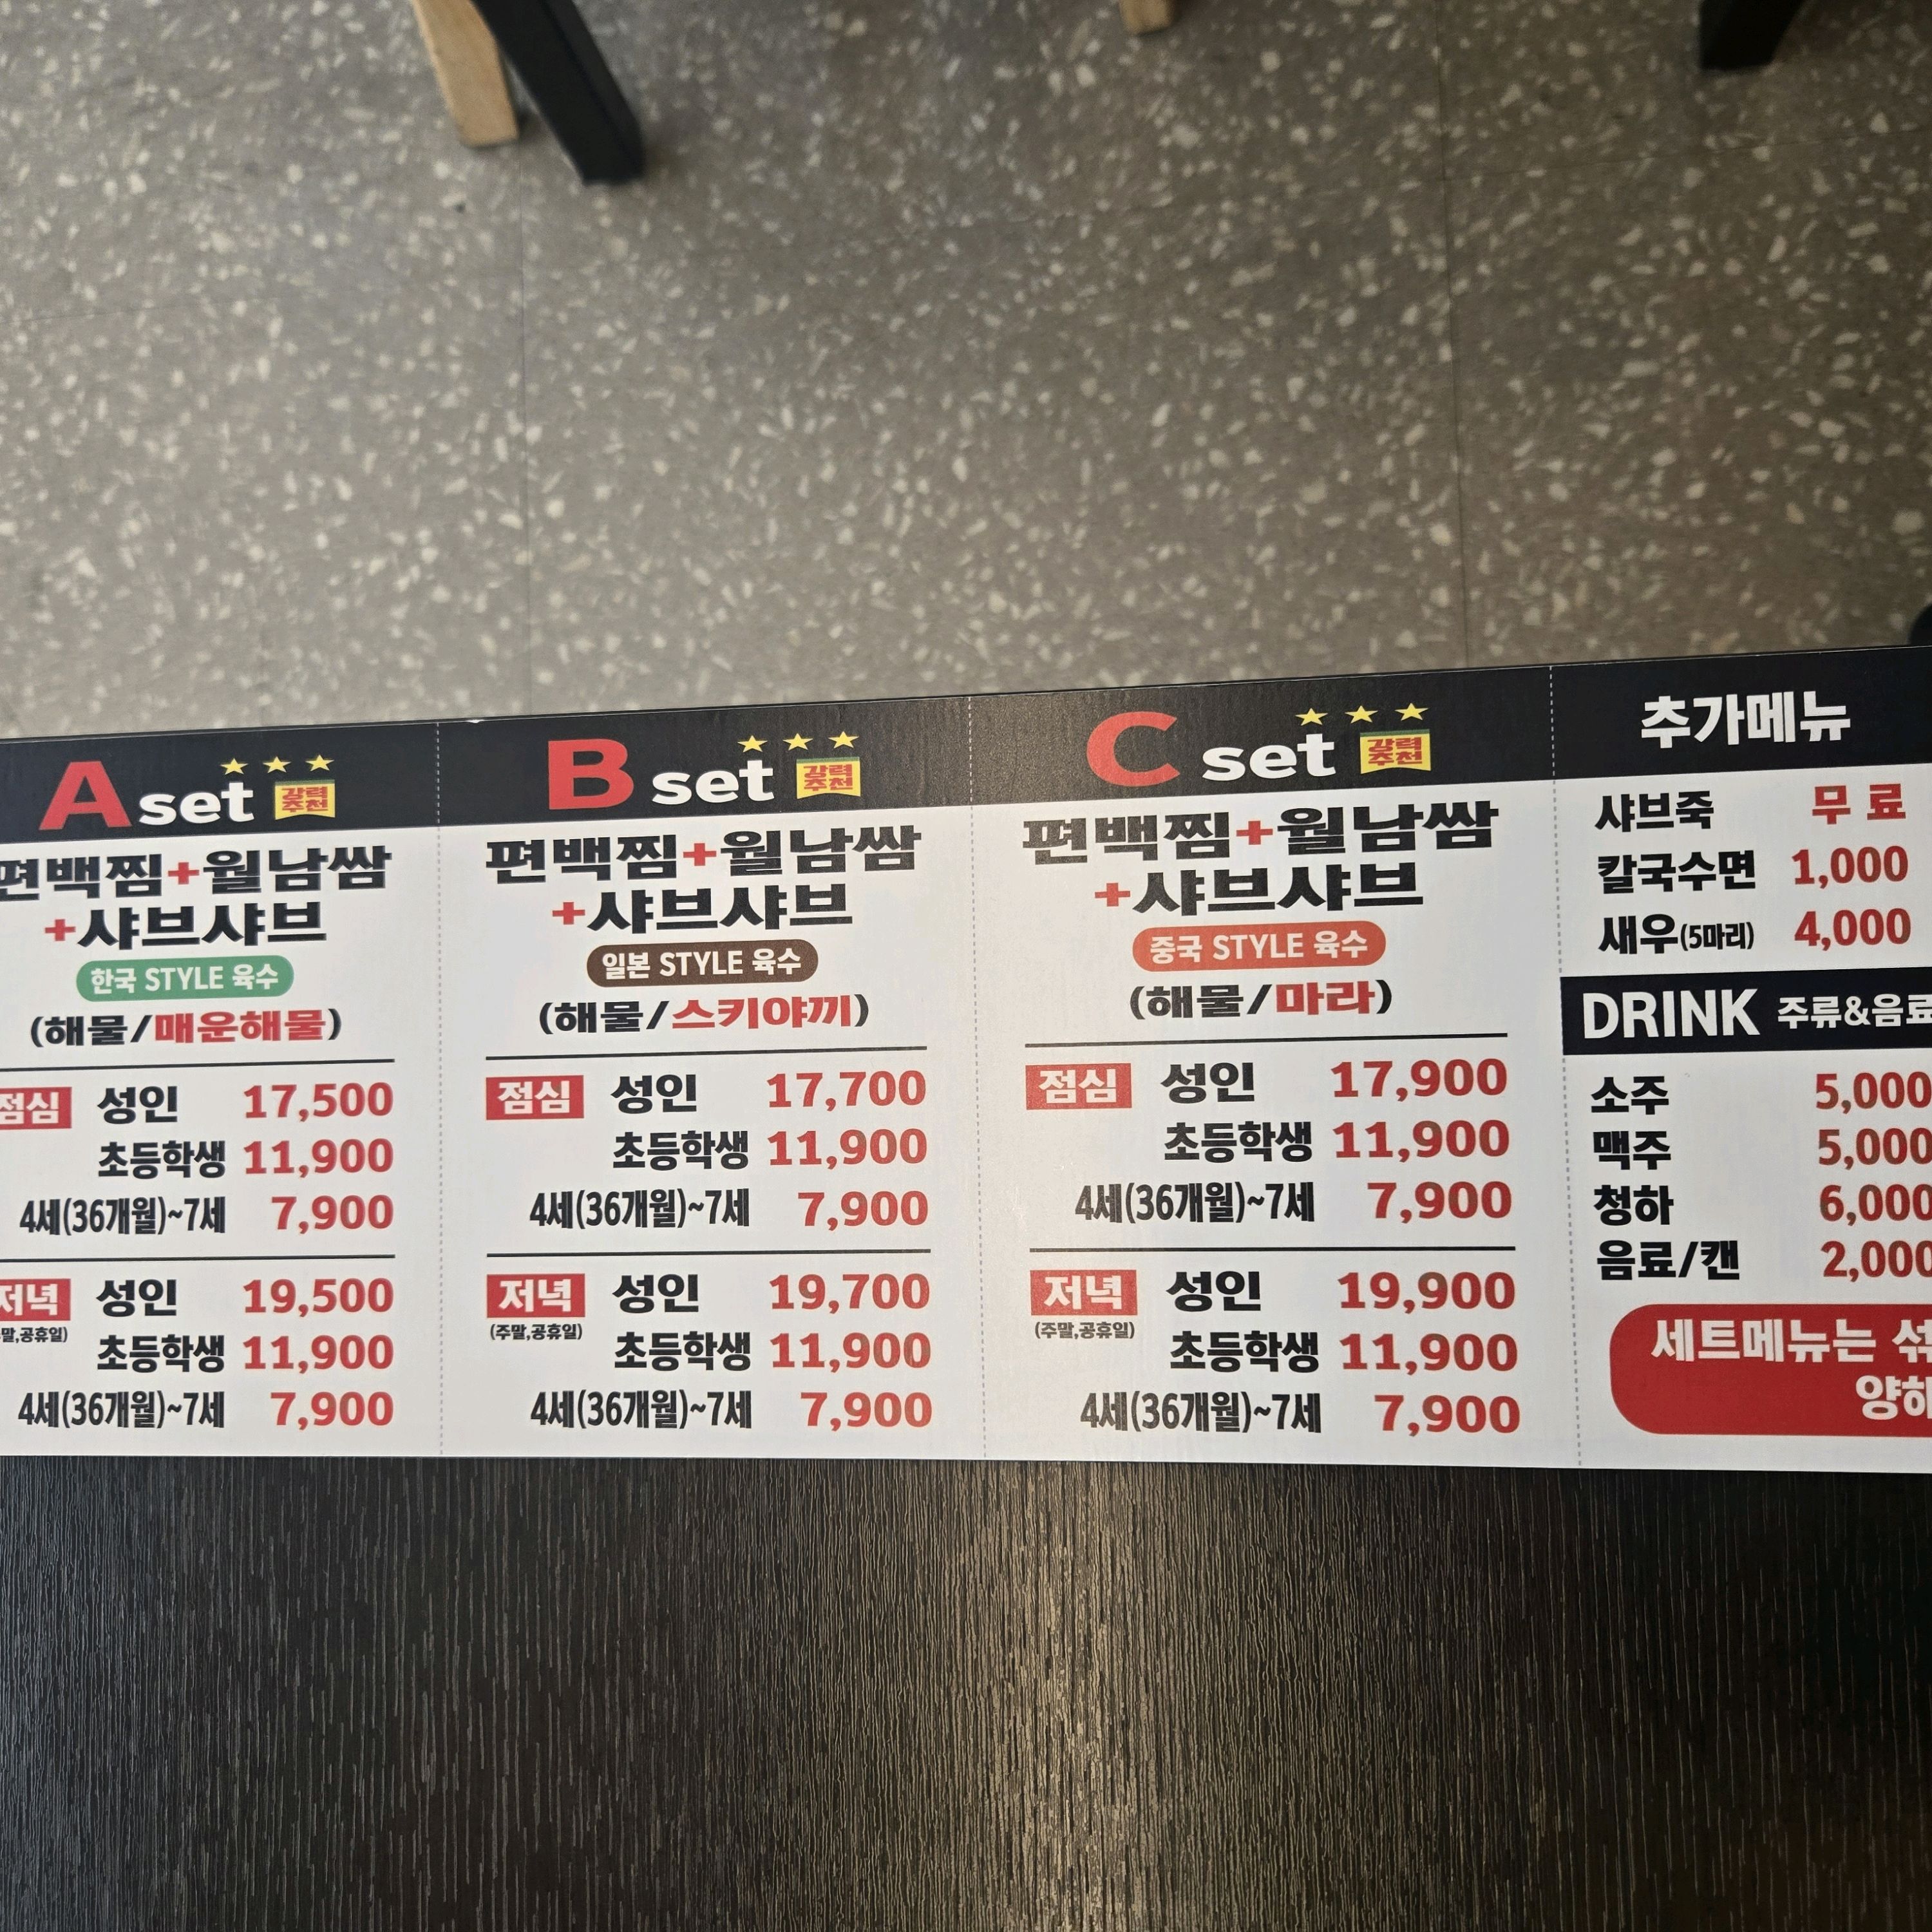 A set 강력추천
편백찜+월남쌈
+샤브샤브
한국 STYLE 육수
(해물/매운해물)
점심 성인 17,500
초등학생 11,900
4세(36개월)~7세 7,900
저녁 성인 19,500
말,공휴일)
초등학생 11,900
4세(36개월)~7세 7,900
B set 강력추천
편백찜+월남쌈
+샤브샤브
일본 STYLE 육수
(해물/스키야끼)
점심 성인 17,700
초등학생 11,900
4세(36개월)~7세 7,900
저녁 성인 19,700
(주말,공휴일)
초등학생 11,900
4세(36개월)~7세 7,900
C set 강력추천
편백찜+월남쌈
+샤브샤브
중국 STYLE 육수
(해물/마라)
점심 성인 17,900
초등학생 11,900
4세(36개월)~7세 7,900
저녁 성인 19,900
(주말,공휴일)
초등학생 11,900
4세(36개월)~7세 7,900
추가메뉴
샤브죽 무료
칼국수면 1,000
새우(5마리) 4,000
DRINK 주류&음료
소주 5,000
맥주 5,000
청하 6,000
음료/캔 2,000
세트메뉴는 섞
양해